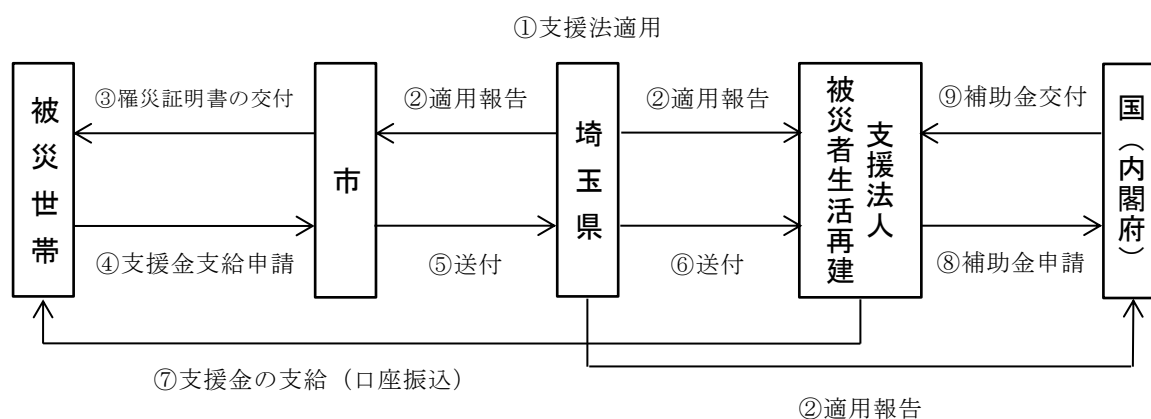 ①支援法適用
③罹災証明書の交付
②適用報告
②適用報告
⑨補助金交付
被災世帯
市
埼玉県
被災者生活再建
支援法人
国(内閣府)
④支援金支給申請
⑤送付
⑥送付
⑧補助金申請
⑦支援金の支給(口座振込)
②適用報告